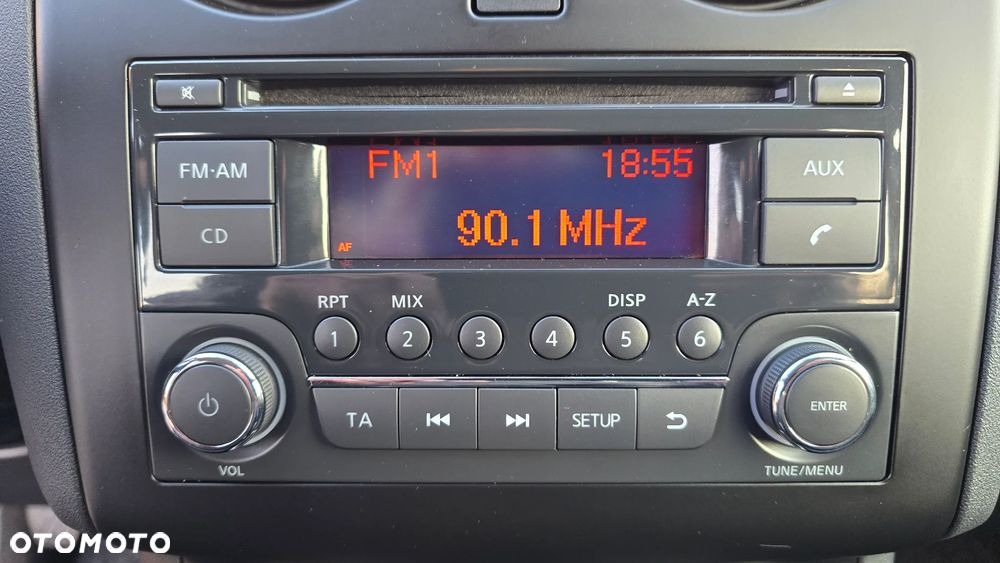 FM1 18:55
90.1 MHz
AF
FM·AM
CD
AUX
RPT MIX DISP A-Z
1 2 3 4 5 6
TA SETUP
ENTER
VOL
TUNE/MENU
OTOMOTO